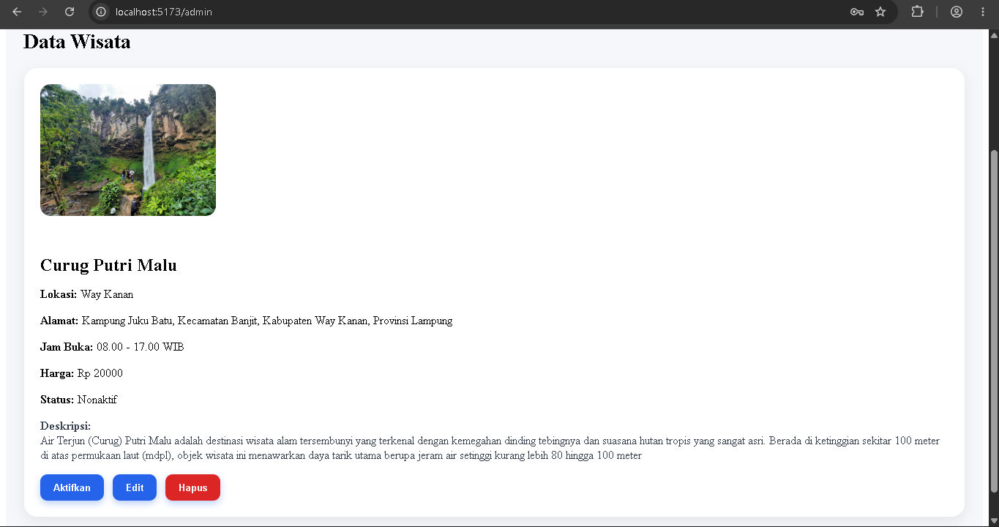 localhost:5173/admin
Data Wisata
Curug Putri Malu
Lokasi: Way Kanan
Alamat: Kampung Juku Batu, Kecamatan Banjit, Kabupaten Way Kanan, Provinsi Lampung
Jam Buka: 08.00 - 17.00 WIB
Harga: Rp 20000
Status: Nonaktif
Deskripsi:
Air Terjun (Curug) Putri Malu adalah destinasi wisata alam tersembunyi yang terkenal dengan kemegahan dinding tebingnya dan suasana hutan tropis yang sangat asri. Berada di ketinggian sekitar 100 meter
di atas permukaan laut (mdpl), objek wisata ini menawarkan daya tarik utama berupa jeram air setinggi kurang lebih 80 hingga 100 meter
Aktifkan Edit Hapus